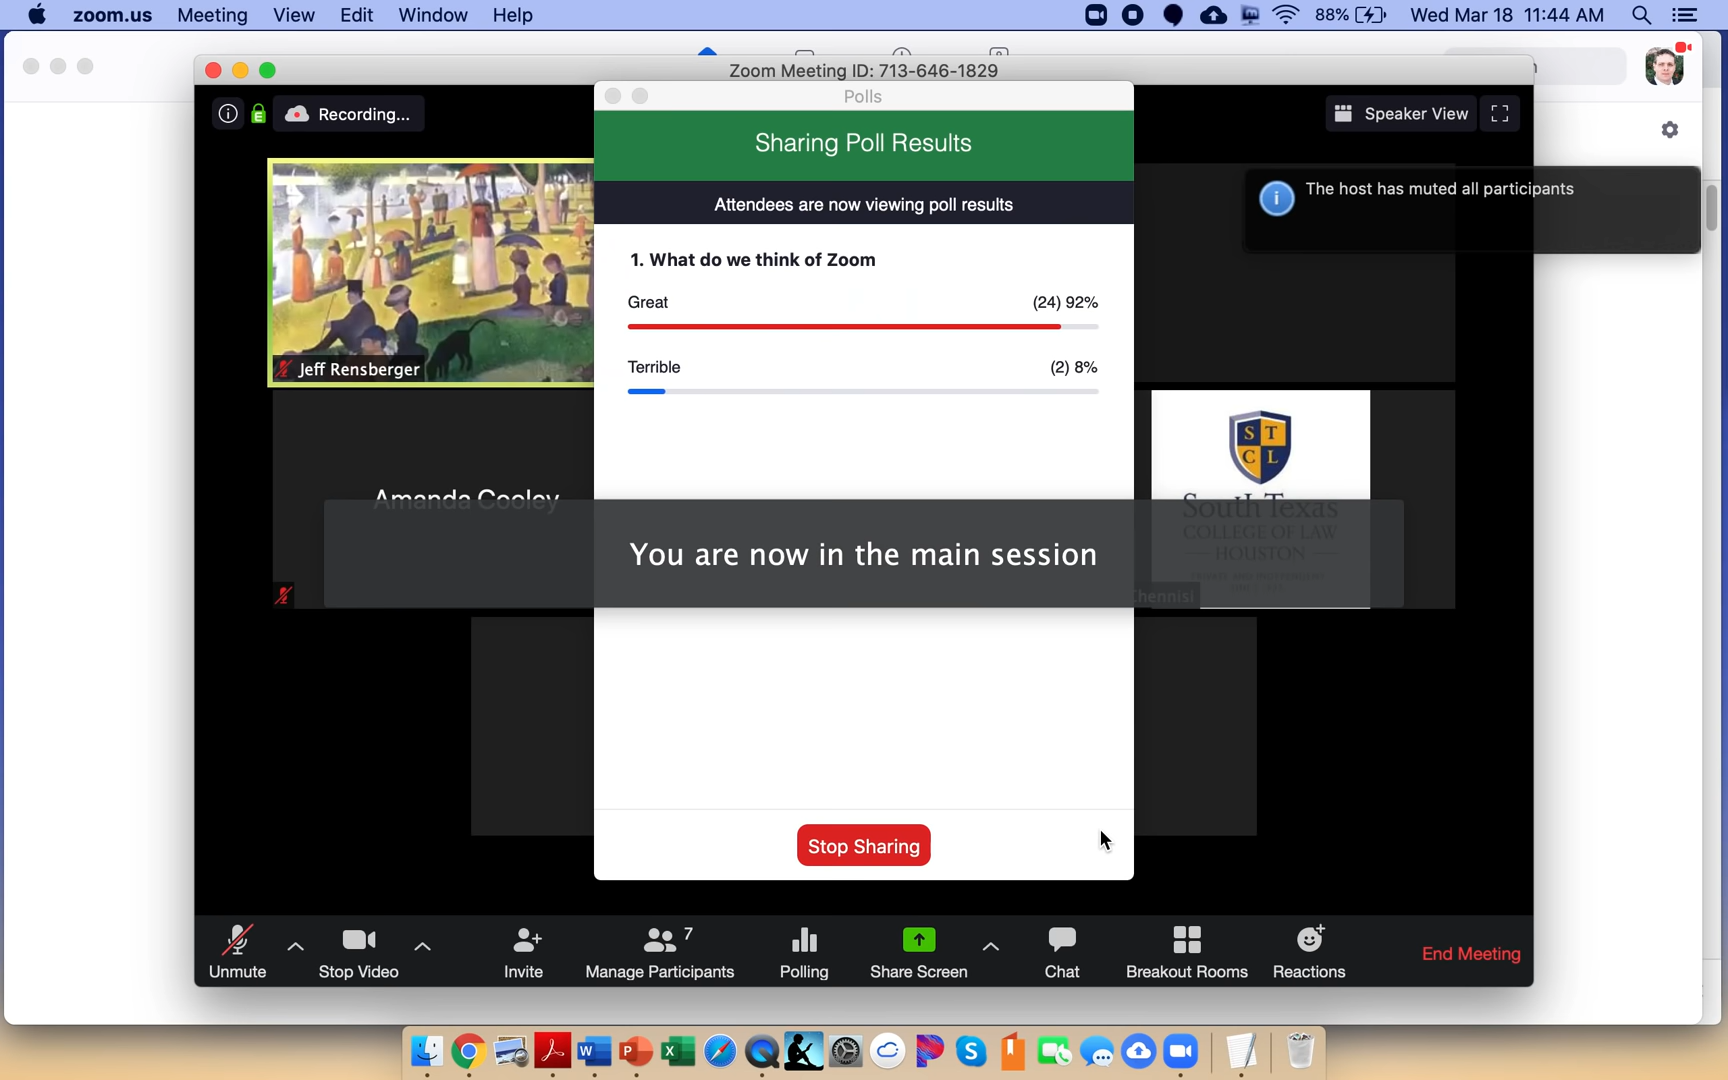 zoom.us Meeting View Edit Window Help 88% Wed Mar 18 11:44 AM
Zoom Meeting ID: 713-646-1829
Polls
Recording...
Speaker View
Sharing Poll Results
Attendees are now viewing poll results
The host has muted all participants
1. What do we think of Zoom
Great (24) 92%
Terrible (2) 8%
Jeff Rensberger
Amanda Cooley
S T
C L
South Texas
COLLEGE OF LAW
HOUSTON
You are now in the main session
Chennisi
Stop Sharing
7
Unmute Stop Video Invite Manage Participants Polling Share Screen Chat Breakout Rooms Reactions End Meeting